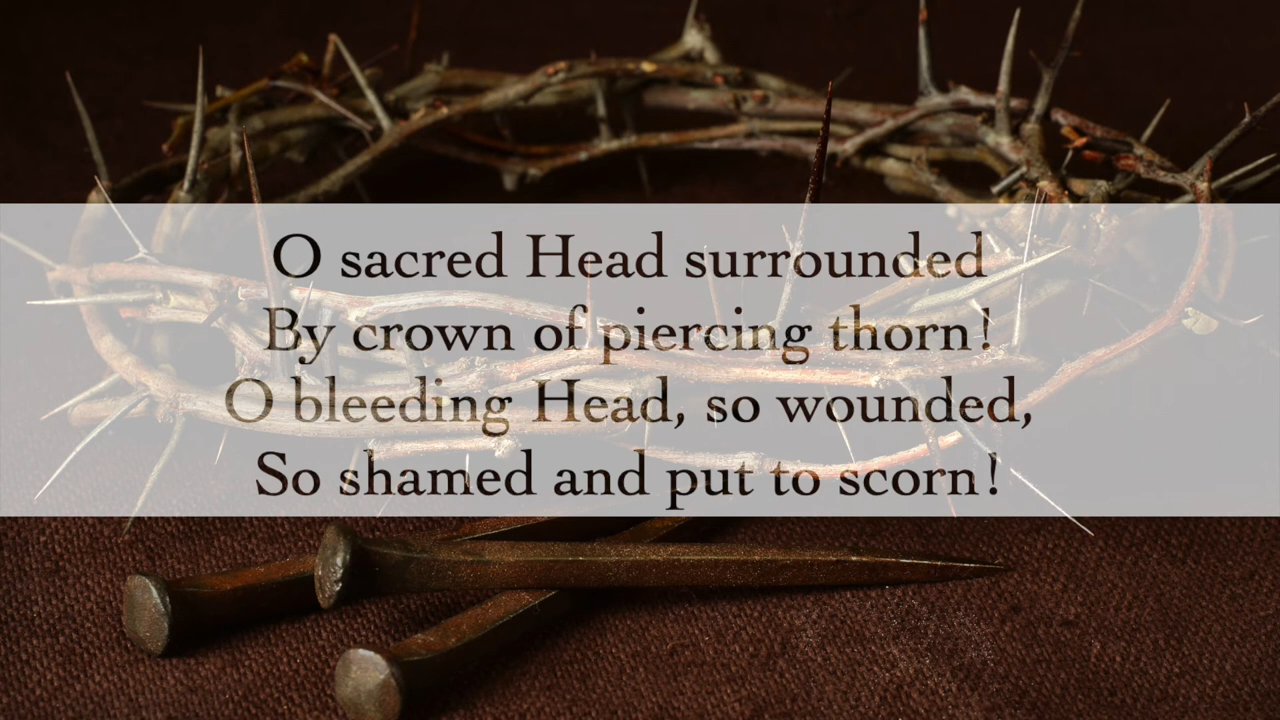 O sacred Head surrounded
By crown of piercing thorn!
O bleeding Head, so wounded,
So shamed and put to scorn!